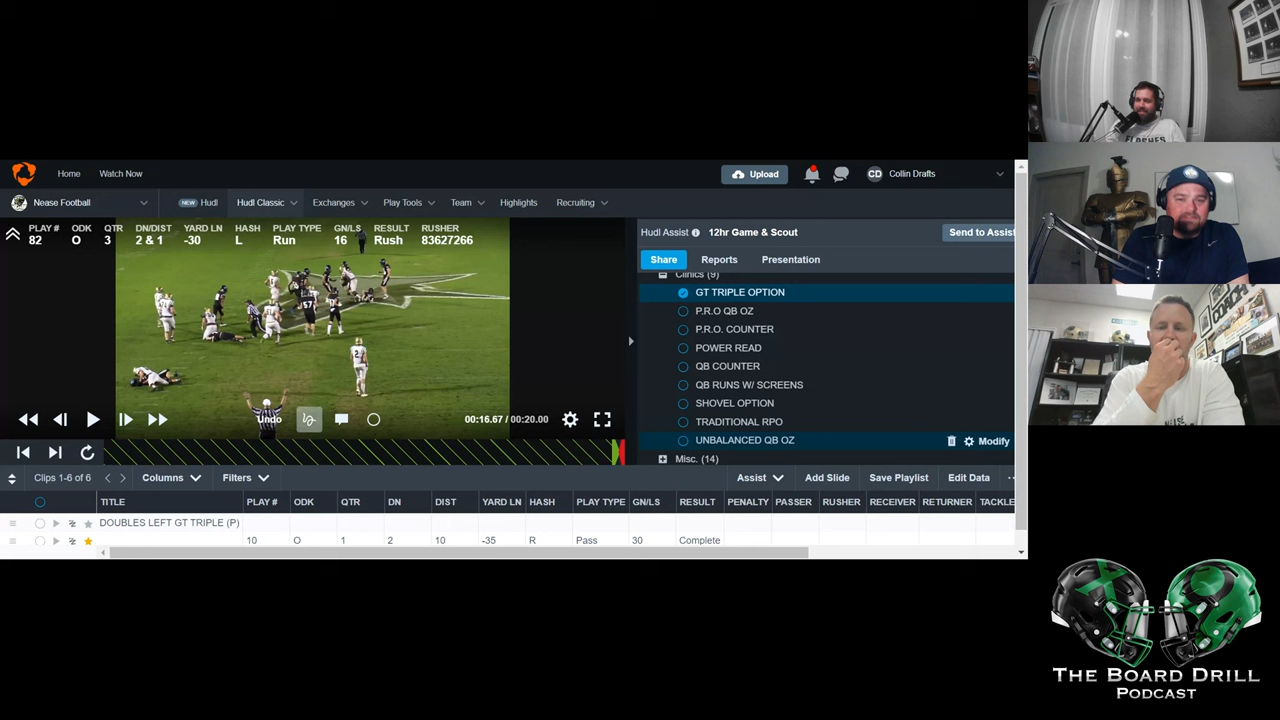 Home Watch Now Upload CD Collin Drafts
Nease Football NEW Hudl Hudl Classic Exchanges Play Tools Team Highlights Recruiting
PLAY # ODK QTR DN/DIST YARD LN HASH PLAY TYPE GN/LS RESULT RUSHER
82 O 3 2 & 1 -30 L Run 16 Rush 83627266
Hudl Assist 12hr Game & Scout Send to Assist
Share Reports Presentation
Clinics (9)
GT TRIPLE OPTION
P.R.O QB OZ
P.R.O. COUNTER
POWER READ
QB COUNTER
QB RUNS W/ SCREENS
SHOVEL OPTION
TRADITIONAL RPO
UNBALANCED QB OZ Modify
Misc. (14)
57
2
Undo 00:16.67 / 00:20.00
Clips 1-6 of 6 Columns Filters Assist Add Slide Save Playlist Edit Data ...
TITLE PLAY # ODK QTR DN DIST YARD LN HASH PLAY TYPE GN/LS RESULT PENALTY PASSER RUSHER RECEIVER RETURNER TACKLE
DOUBLES LEFT GT TRIPLE (P)
10 O 1 2 10 -35 R Pass 30 Complete
COACH
THE BOARD DRILL
PODCAST